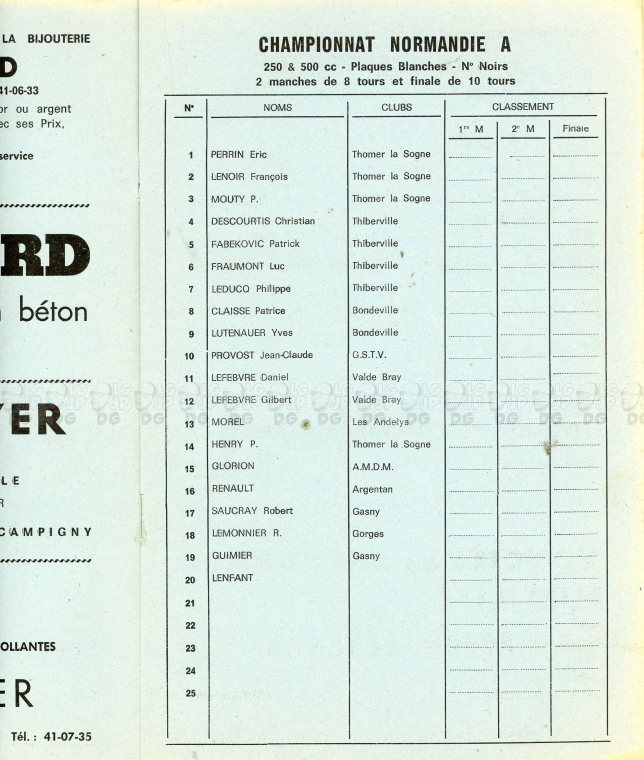 LA BIJOUTERIE
D
41-06-33
or ou argent
ec ses Prix,
service
RD
béton
YER
LE
R
CAMPIGNY
OLLANTES
ER
Tél. : 41-07-35
CHAMPIONNAT NORMANDIE A
250 & 500 cc - Plaques Blanches - N° Noirs
2 manches de 8 tours et finale de 10 tours
N° NOMS CLUBS CLASSEMENT
1re M 2e M Finale
1 PERRIN Eric Thomer la Sogne
2 LENOIR François Thomer la Sogne
3 MOUTY P. Thomer la Sogne
4 DESCOURTIS Christian Thiberville
5 FABEKOVIC Patrick Thiberville
6 FRAUMONT Luc Thiberville
7 LEDUCQ Philippe Thiberville
8 CLAISSE Patrice Bondeville
9 LUTENAUER Yves Bondeville
10 PROVOST Jean-Claude G.S.T.V.
11 LEFEBVRE Daniel Valde Bray
12 LEFEBVRE Gilbert Valde Bray
13 MOREL Les Andelys
14 HENRY P. Thomer la Sogne
15 GLORION A.M.D.M.
16 RENAULT Argentan
17 SAUCRAY Robert Gasny
18 LEMONNIER R. Gorges
19 GUIMIER Gasny
20 LENFANT
21
22
23
24
25